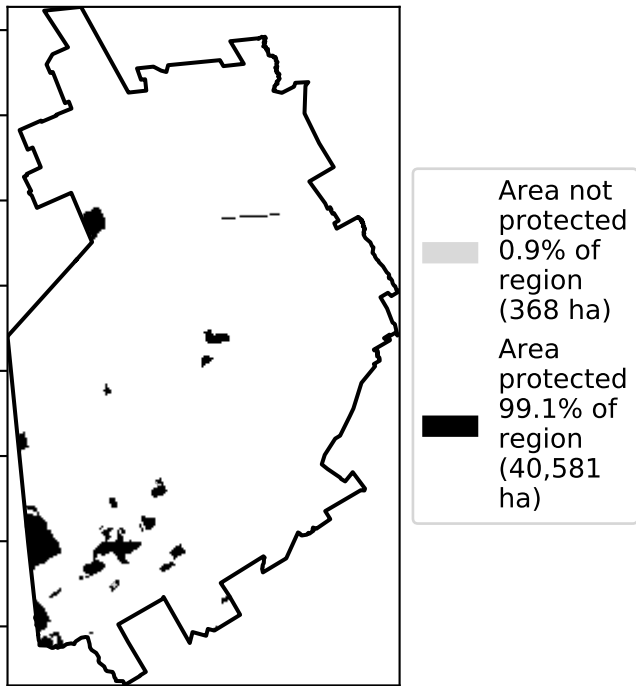 Area not
protected
0.9% of
region
(368 ha)
Area
protected
99.1% of
region
(40,581
ha)